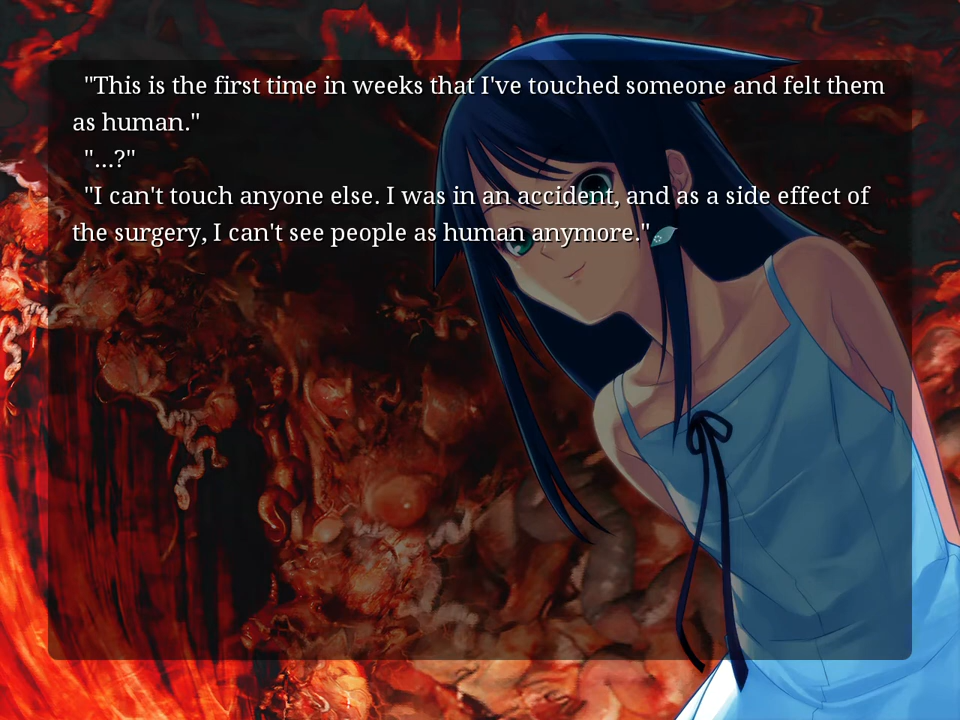 "This is the first time in weeks that I've touched someone and felt them
as human."
"...?"
"I can't touch anyone else. I was in an accident, and as a side effect of
the surgery, I can't see people as human anymore."